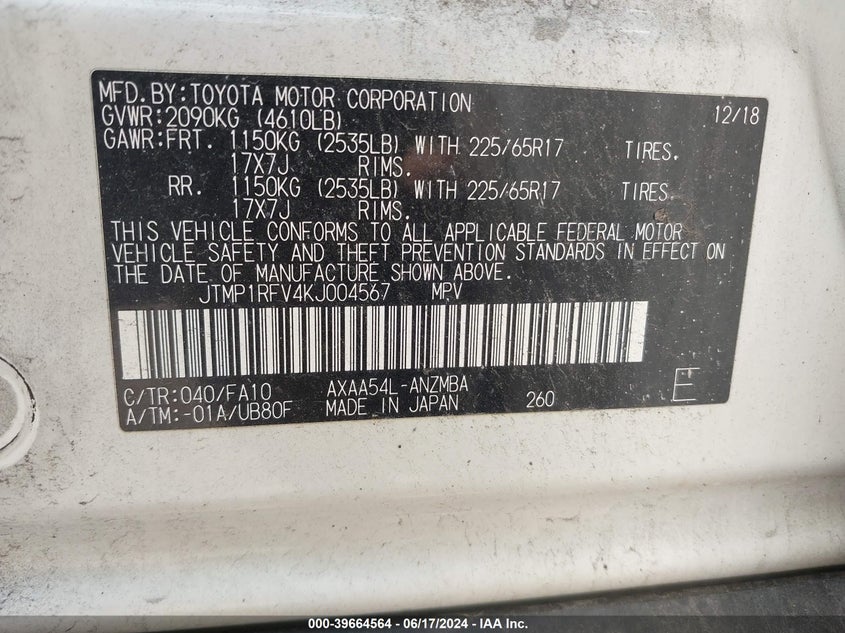 MFD.BY:TOYOTA MOTOR CORPORATION 12/18
GVWR:2090KG (4610LB)
GAWR:FRT. 1150KG (2535LB) WITH 225/65R17 TIRES.
17X7J RIMS.
RR. 1150KG (2535LB) WITH 225/65R17 TIRES.
17X7J RIMS.
THIS VEHICLE CONFORMS TO ALL APPLICABLE FEDERAL MOTOR
VEHICLE SAFETY AND THEFT PREVENTION STANDARDS IN EFFECT ON
THE DATE OF MANUFACTURE SHOWN ABOVE.
JTMP1RFV4KJ004567 MPV
C/TR:040/FA10 AXAA54L-ANZMBA E
A/TM:-01A/UB80F MADE IN JAPAN 260
000-39664564 - 06/17/2024 - IAA Inc.